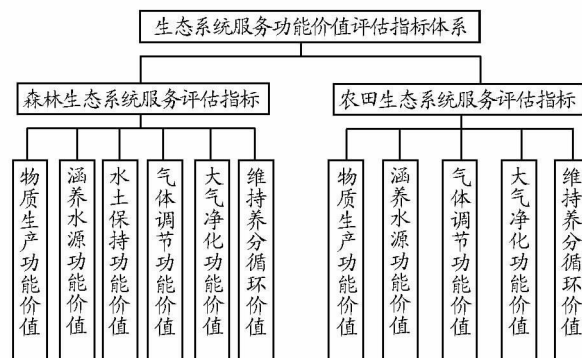 生态系统服务功能价值评估指标体系
森林生态系统服务评估指标
农田生态系统服务评估指标
物质生产功能价值
涵养水源功能价值
水土保持功能价值
气体调节功能价值
大气净化功能价值
维持养分循环价值
物质生产功能价值
涵养水源功能价值
气体调节功能价值
大气净化功能价值
维持养分循环价值